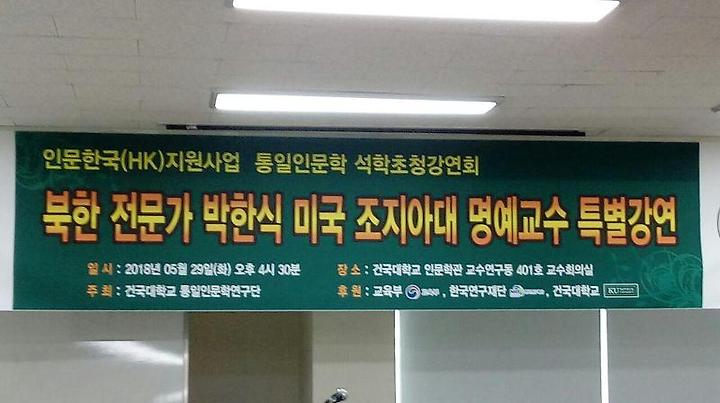 인문한국(HK)지원사업 통일인문학 석학초청강연회
북한 전문가 박한식 미국 조지아대 명예교수 특별강연
일 시 : 2018년 05월 29일(화) 오후 4시 30분 장 소 : 건국대학교 인문학관 교수연구동 401호 교수회의실
주 최 : 건국대학교 통일인문학연구단 후 원 : 교육부 교육부, 한국연구재단, 건국대학교 KU